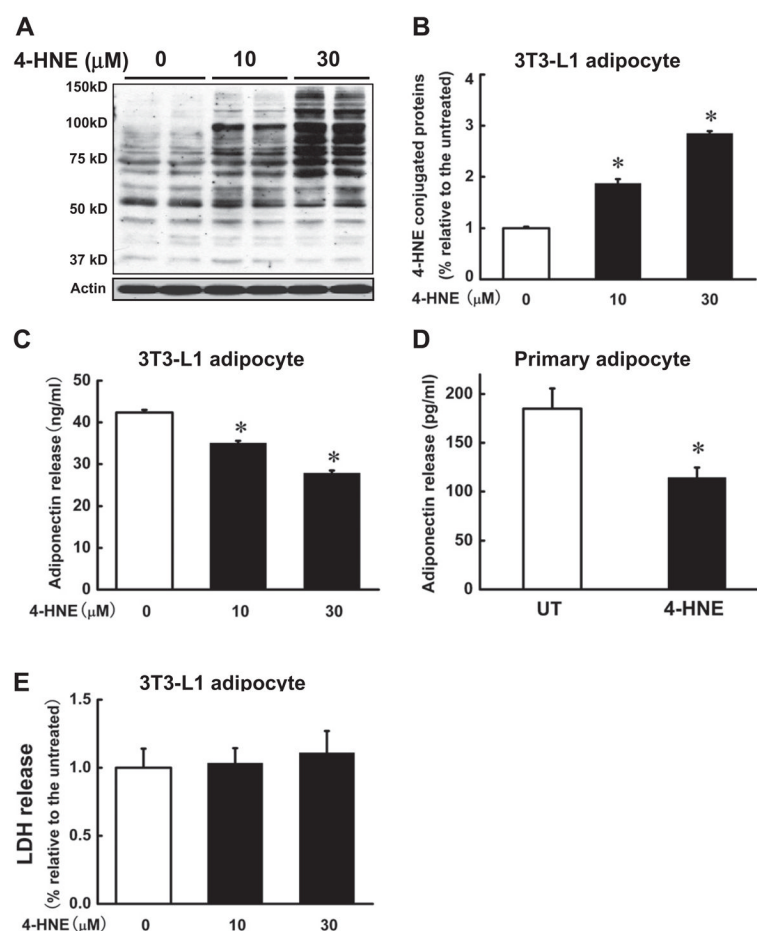 A
4-HNE (μM) 0 10 30
150kD
100kD
75 kD
50 kD
37 kD
Actin
B
3T3-L1 adipocyte
4-HNE conjugated proteins
(% relative to the untreated)
4
3
2
1
0
* *
4-HNE (μM) 0 10 30
C
3T3-L1 adipocyte
Adiponectin release (ng/ml)
50
40
30
20
10
0
* *
4-HNE (μM) 0 10 30
D
Primary adipocyte
Adiponectin release (pg/ml)
200
150
100
50
0
*
UT 4-HNE
E
3T3-L1 adipocyte
LDH release
(% relative to the untreated)
1.5
1.0
0.5
0.0
4-HNE (μM) 0 10 30